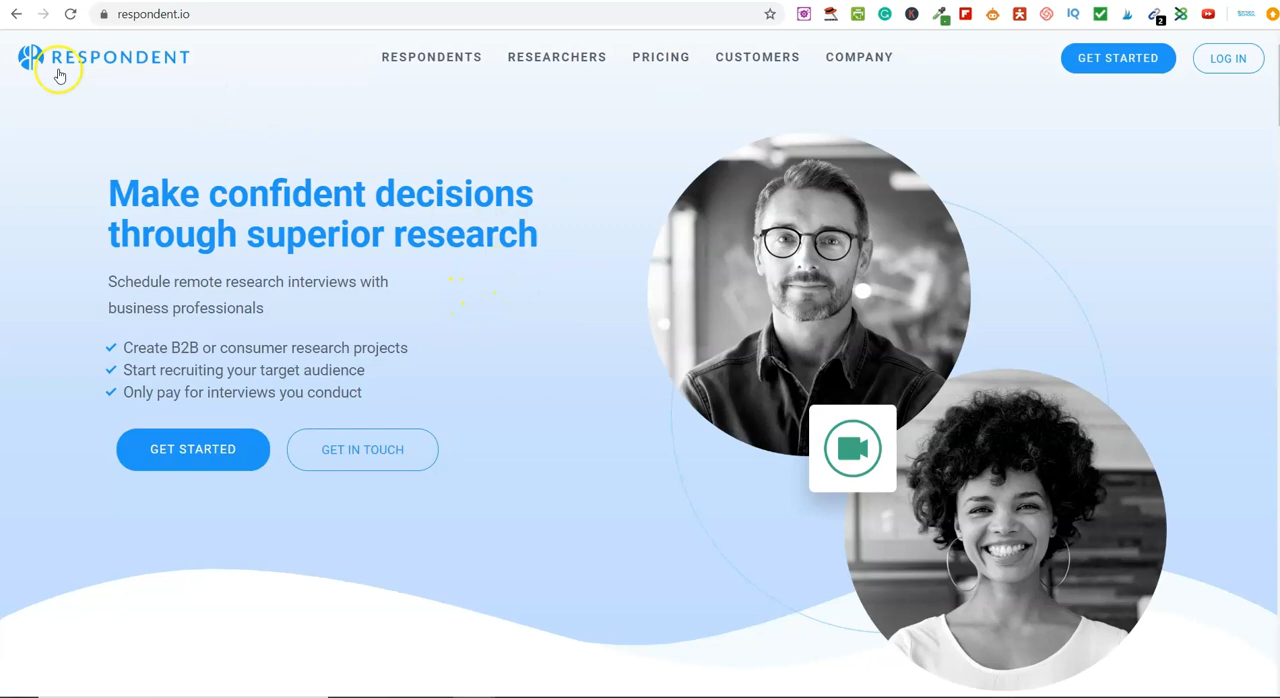 respondent.io
IQ
2
RESPONDENT
RESPONDENTS
RESEARCHERS
PRICING
CUSTOMERS
COMPANY
GET STARTED
LOG IN
Make confident decisions
through superior research
Schedule remote research interviews with
business professionals
Create B2B or consumer research projects
Start recruiting your target audience
Only pay for interviews you conduct
GET STARTED
GET IN TOUCH